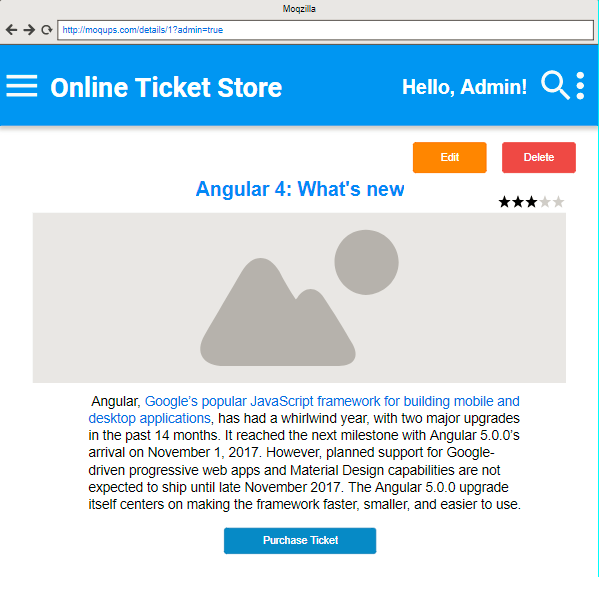 Moqzilla
http://moqups.com/details/1?admin=true
Online Ticket Store
Hello, Admin!
Edit
Delete
Angular 4: What's new
Angular, Google's popular JavaScript framework for building mobile and
desktop applications, has had a whirlwind year, with two major upgrades
in the past 14 months. It reached the next milestone with Angular 5.0.0's
arrival on November 1, 2017. However, planned support for Google-
driven progressive web apps and Material Design capabilities are not
expected to ship until late November 2017. The Angular 5.0.0 upgrade
itself centers on making the framework faster, smaller, and easier to use.
Purchase Ticket